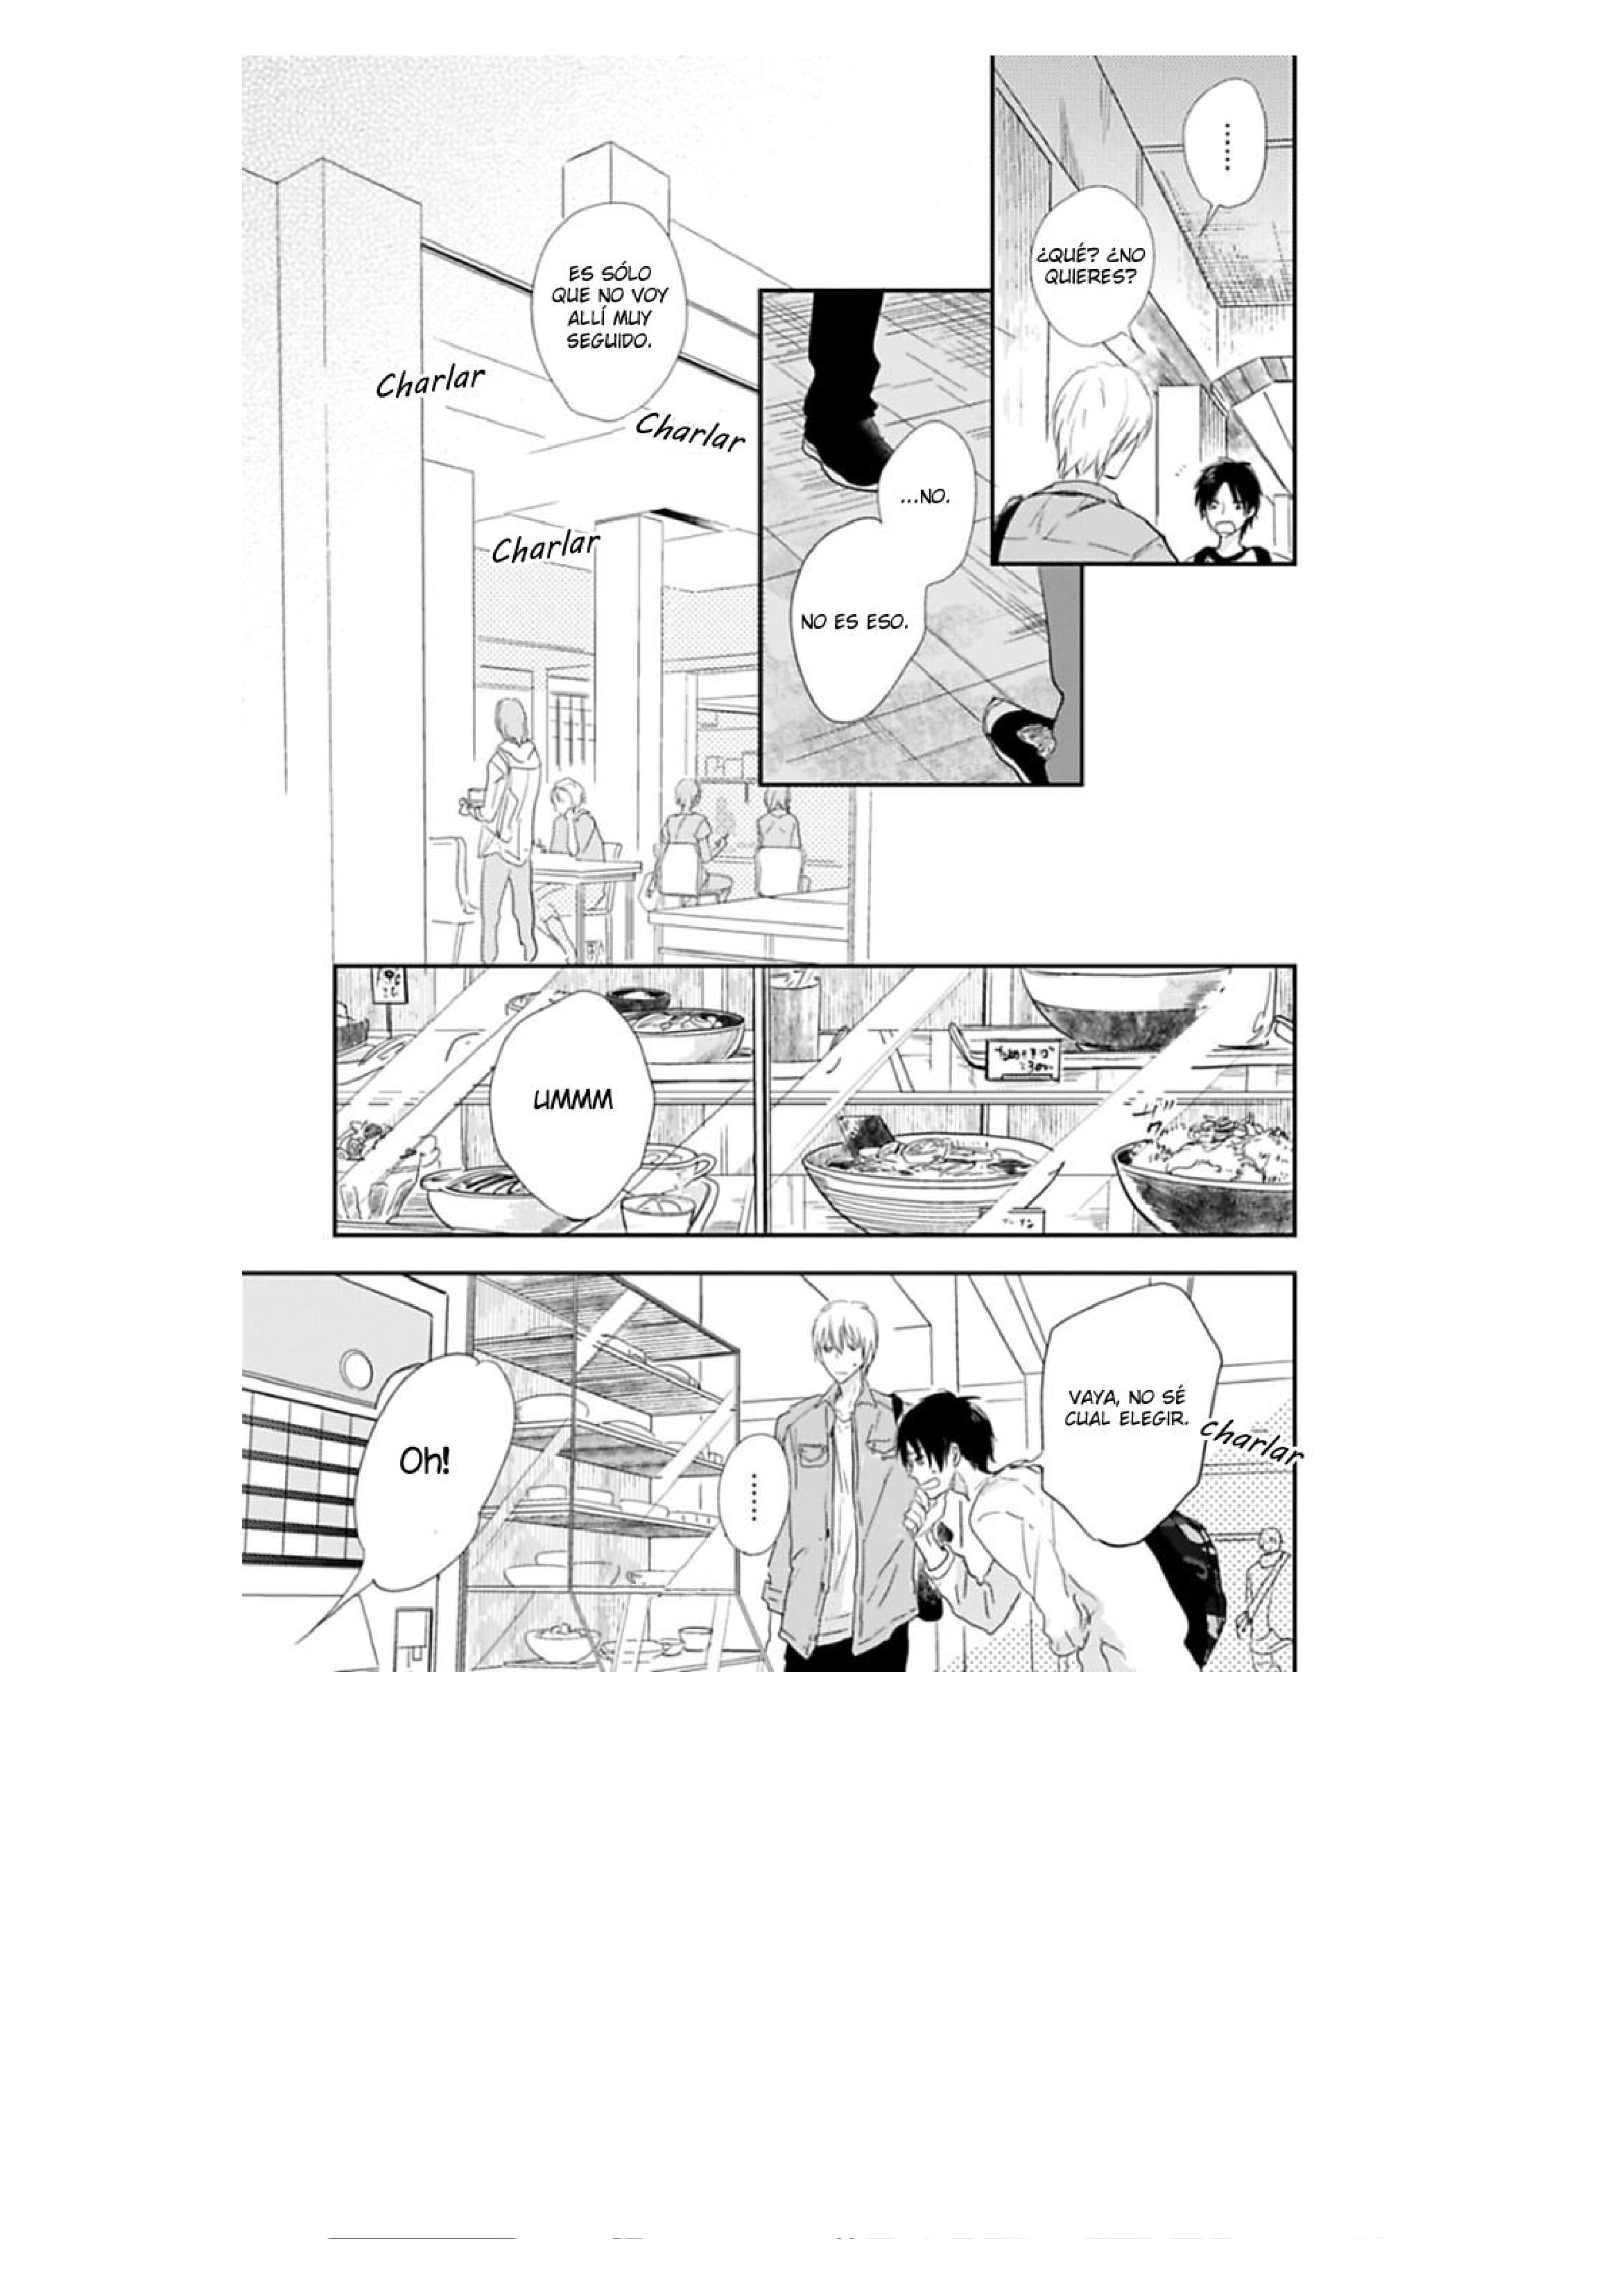 ......
¿QUÉ? ¿NO
QUIERES?
...NO.
NO ES ESO.
ES SÓLO
QUE NO VOY
ALLÍ MUY
SEGUIDO.
Charlar
Charlar
Charlar
UMMM
VAYA, NO SÉ
CUAL ELEGIR.
Charlar
......
Oh!